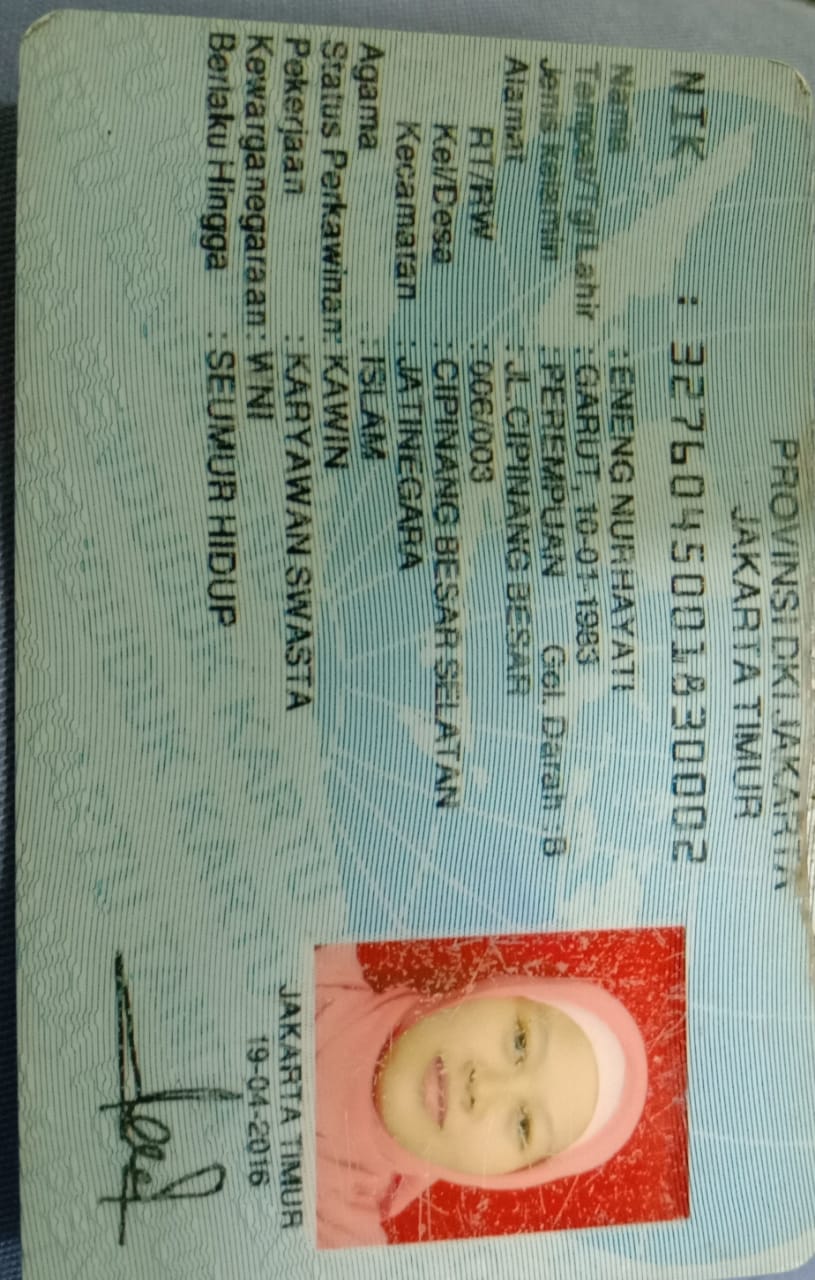 PROVINSI DKI JAKARTA
JAKARTA TIMUR
NIK : 3276045001830002
Nama : ENENG NURHAYATI
Tempat/Tgl Lahir : GARUT, 10-01-1983
Jenis Kelamin : PEREMPUAN Gol. Darah : B
Alamat : JL.CIPINANG BESAR
RT/RW : 006/003
Kel/Desa : CIPINANG BESAR SELATAN
Kecamatan : JATINEGARA
Agama : ISLAM
Status Perkawinan: KAWIN
Pekerjaan : KARYAWAN SWASTA
Kewarganegaraan: WNI
Berlaku Hingga : SEUMUR HIDUP
JAKARTA TIMUR
19-04-2016